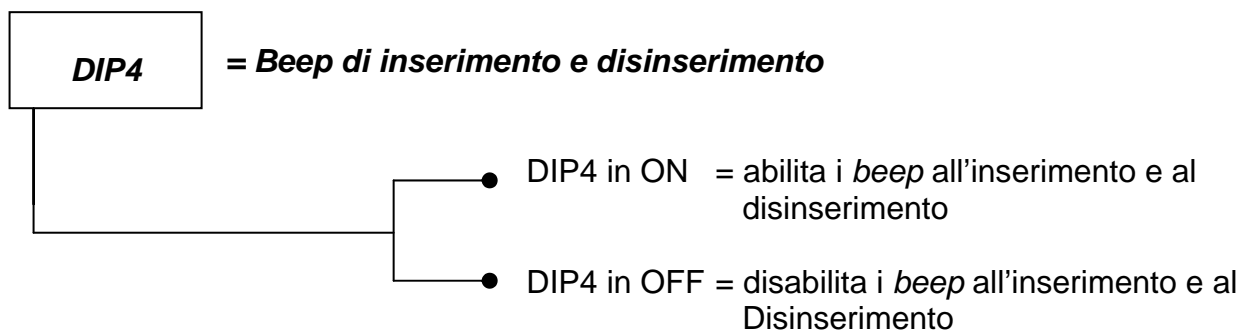 DIP4 = Beep di inserimento e disinserimento
DIP4 in ON = abilita i beep all'inserimento e al
disinserimento
DIP4 in OFF = disabilita i beep all'inserimento e al
Disinserimento